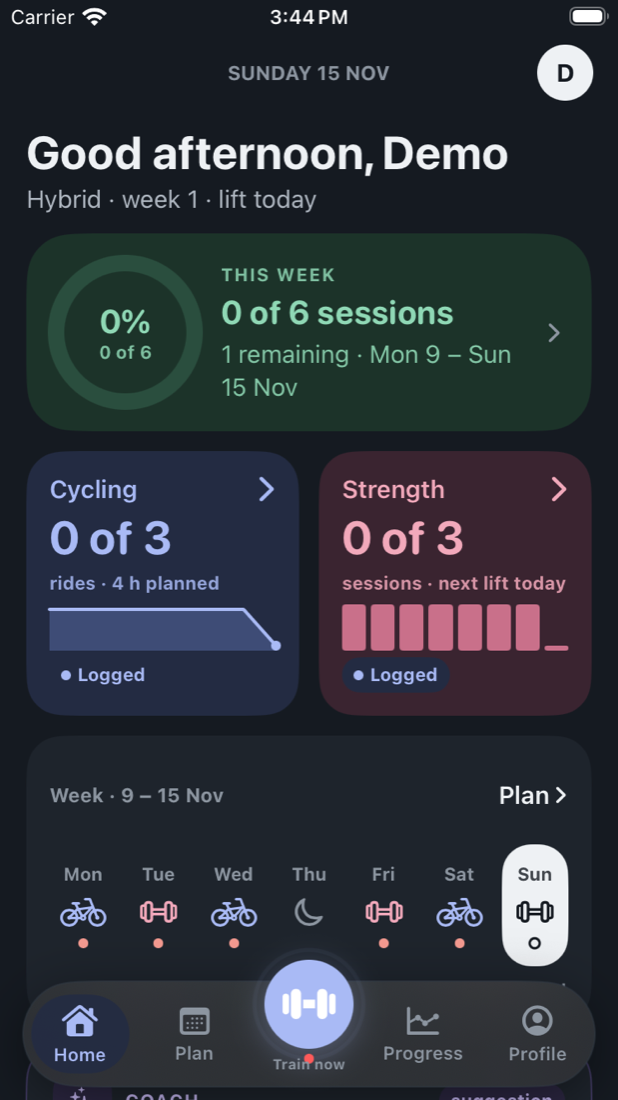 Carrier 3:44 PM
SUNDAY 15 NOV
D
Good afternoon, Demo
Hybrid · week 1 · lift today
THIS WEEK
0%
0 of 6
0 of 6 sessions
1 remaining · Mon 9 – Sun
15 Nov
Cycling
0 of 3
rides · 4 h planned
Logged
Strength
0 of 3
sessions · next lift today
Logged
Week · 9 – 15 Nov
Plan
Mon Tue Wed Thu Fri Sat Sun
Home
Plan
Train now
Progress
Profile
COACH
suggestion